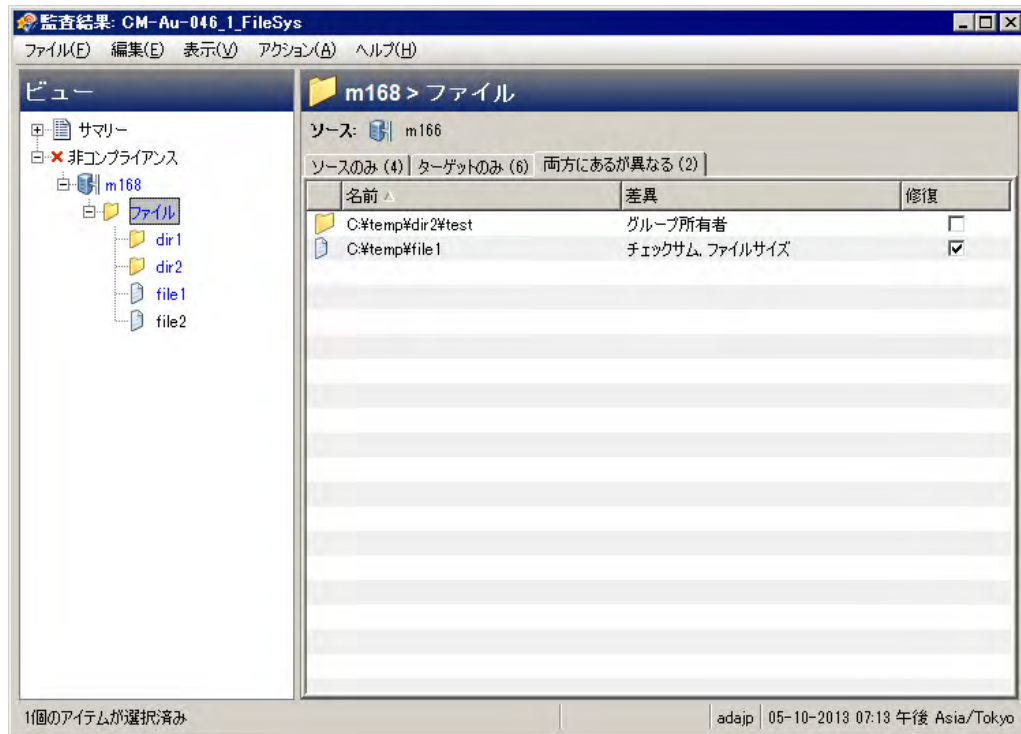 監査結果: CM-Au-046_1_FileSys
ファイル(F) 編集(E) 表示(V) アクション(A) ヘルプ(H)
ビュー
サマリー
非コンプライアンス
m168
ファイル
dir1
dir2
file1
file2
m168 > ファイル
ソース: m166
ソースのみ (4) ターゲットのみ (6) 両方にあるが異なる (2)
名前 差異 修復
C:¥temp¥dir2¥test グループ所有者
C:¥temp¥file1 チェックサム, ファイルサイズ
1個のアイテムが選択済み adajp 05-10-2013 07:13 午後 Asia/Tokyo